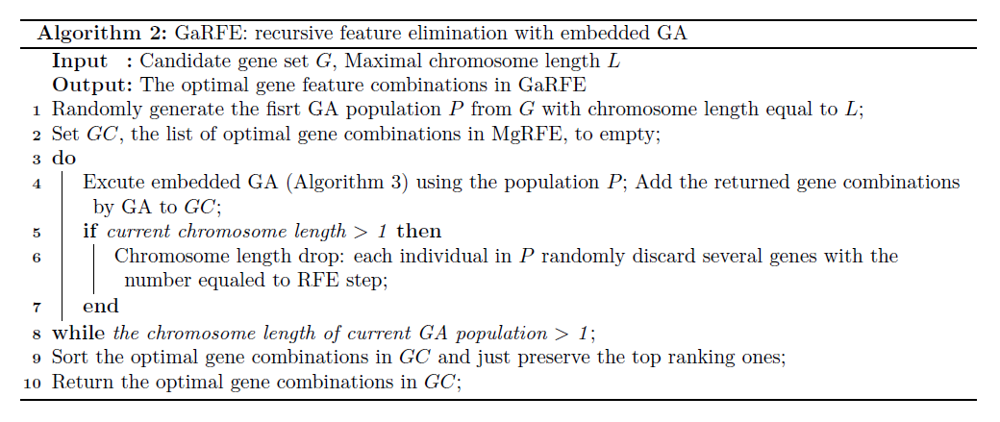 Algorithm 2: GaRFE: recursive feature elimination with embedded GA
Input : Candidate gene set G, Maximal chromosome length L
Output: The optimal gene feature combinations in GaRFE
1 Randomly generate the fisrt GA population P from G with chromosome length equal to L;
2 Set GC, the list of optimal gene combinations in MgRFE, to empty;
3 do
4 Excute embedded GA (Algorithm 3) using the population P; Add the returned gene combinations
by GA to GC;
5 if current chromosome length > 1 then
6 Chromosome length drop: each individual in P randomly discard several genes with the
number equaled to RFE step;
7 end
8 while the chromosome length of current GA population > 1;
9 Sort the optimal gene combinations in GC and just preserve the top ranking ones;
10 Return the optimal gene combinations in GC;